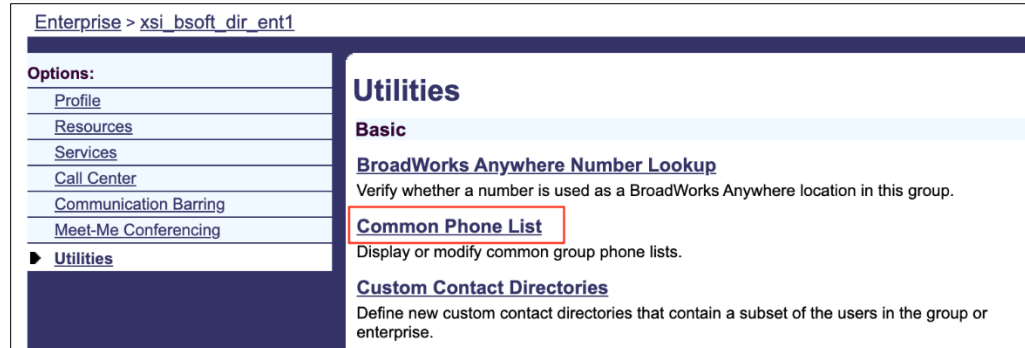 Enterprise > xsi_bsoft_dir_ent1
Options:
Profile
Resources
Services
Call Center
Communication Barring
Meet-Me Conferencing
Utilities
Utilities
Basic
BroadWorks Anywhere Number Lookup
Verify whether a number is used as a BroadWorks Anywhere location in this group.
Common Phone List
Display or modify common group phone lists.
Custom Contact Directories
Define new custom contact directories that contain a subset of the users in the group or
enterprise.